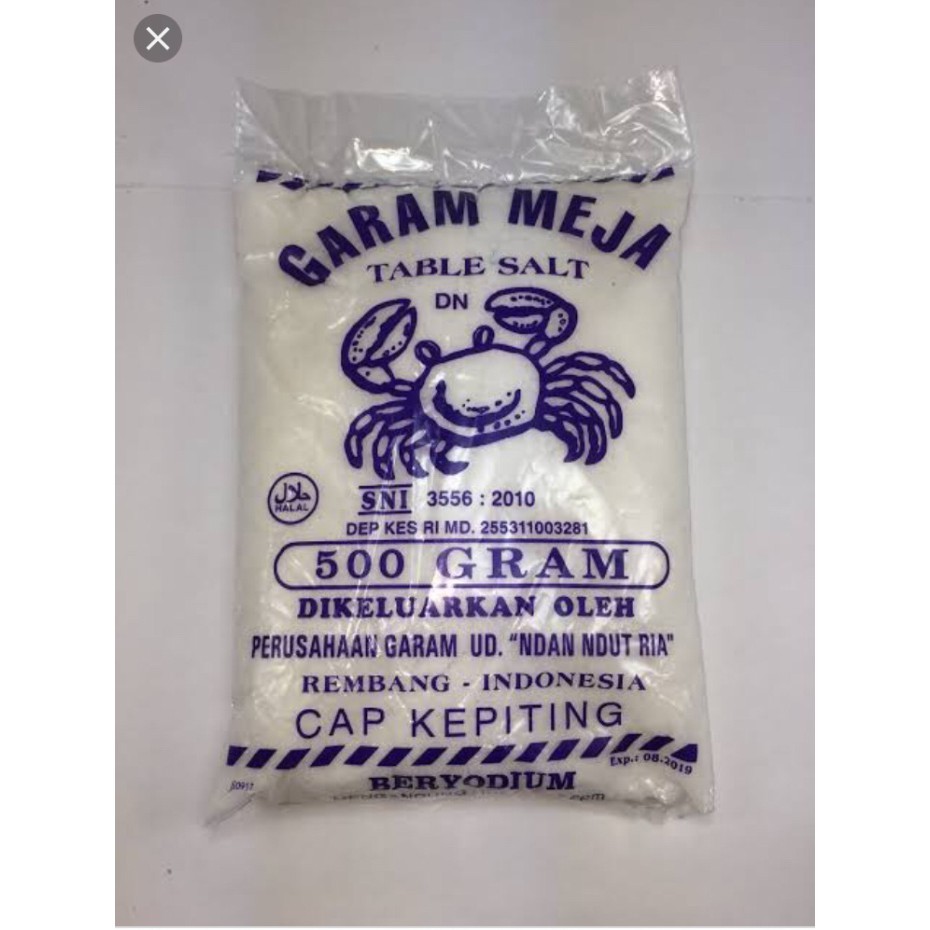 GARAM MEJA
TABLE SALT
DN
حلال
HALAL
SNI 3556 : 2010
DEP KES RI MD. 255311003281
500 GRAM
DIKELUARKAN OLEH
PERUSAHAAN GARAM UD. "NDAN NDUT RIA"
REMBANG - INDONESIA
CAP KEPITING
Exp.: 08.2019
BERYODIUM